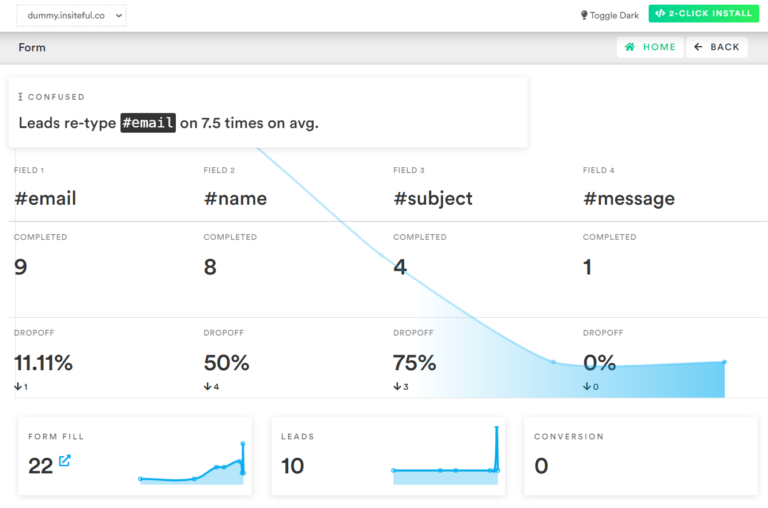 dummy.insiteful.co
Toggle Dark
2-CLICK INSTALL
Form
HOME
BACK
CONFUSED
Leads re-type #email on 7.5 times on avg.
FIELD 1 FIELD 2 FIELD 3 FIELD 4
#email #name #subject #message
COMPLETED COMPLETED COMPLETED COMPLETED
9 8 4 1
DROPOFF DROPOFF DROPOFF DROPOFF
11.11% 50% 75% 0%
1 4 3 0
FORM FILL LEADS CONVERSION
22 10 0